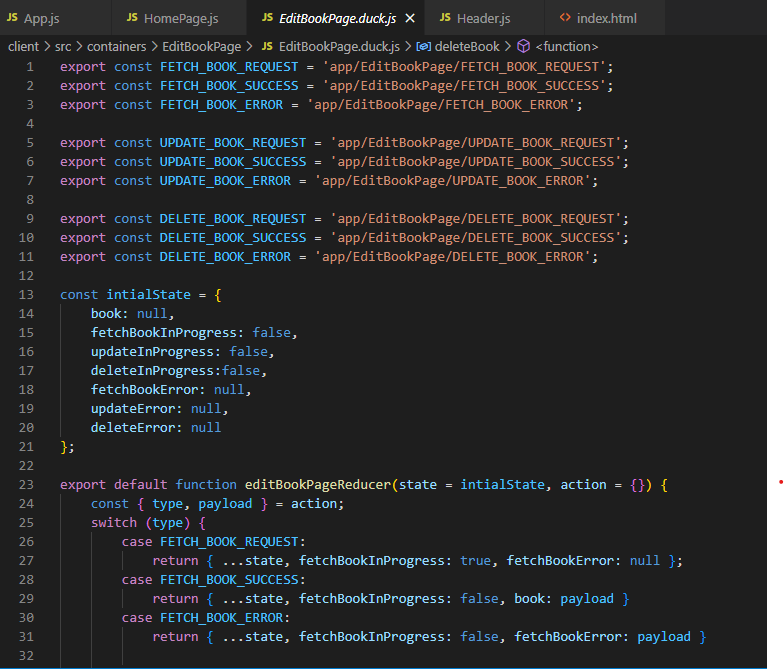 JS App.js JS HomePage.js JS EditBookPage.duck.js × JS Header.js <> index.html
client > src > containers > EditBookPage > JS EditBookPage.duck.js > deleteBook > <function>
1 export const FETCH_BOOK_REQUEST = 'app/EditBookPage/FETCH_BOOK_REQUEST';
2 export const FETCH_BOOK_SUCCESS = 'app/EditBookPage/FETCH_BOOK_SUCCESS';
3 export const FETCH_BOOK_ERROR = 'app/EditBookPage/FETCH_BOOK_ERROR';
4
5 export const UPDATE_BOOK_REQUEST = 'app/EditBookPage/UPDATE_BOOK_REQUEST';
6 export const UPDATE_BOOK_SUCCESS = 'app/EditBookPage/UPDATE_BOOK_SUCCESS';
7 export const UPDATE_BOOK_ERROR = 'app/EditBookPage/UPDATE_BOOK_ERROR';
8
9 export const DELETE_BOOK_REQUEST = 'app/EditBookPage/DELETE_BOOK_REQUEST';
10 export const DELETE_BOOK_SUCCESS = 'app/EditBookPage/DELETE_BOOK_SUCCESS';
11 export const DELETE_BOOK_ERROR = 'app/EditBookPage/DELETE_BOOK_ERROR';
12
13 const intialState = {
14     book: null,
15     fetchBookInProgress: false,
16     updateInProgress: false,
17     deleteInProgress:false,
18     fetchBookError: null,
19     updateError: null,
20     deleteError: null
21 };
22
23 export default function editBookPageReducer(state = intialState, action = {}) {
24     const { type, payload } = action;
25     switch (type) {
26         case FETCH_BOOK_REQUEST:
27             return { ...state, fetchBookInProgress: true, fetchBookError: null };
28         case FETCH_BOOK_SUCCESS:
29             return { ...state, fetchBookInProgress: false, book: payload }
30         case FETCH_BOOK_ERROR:
31             return { ...state, fetchBookInProgress: false, fetchBookError: payload }
32